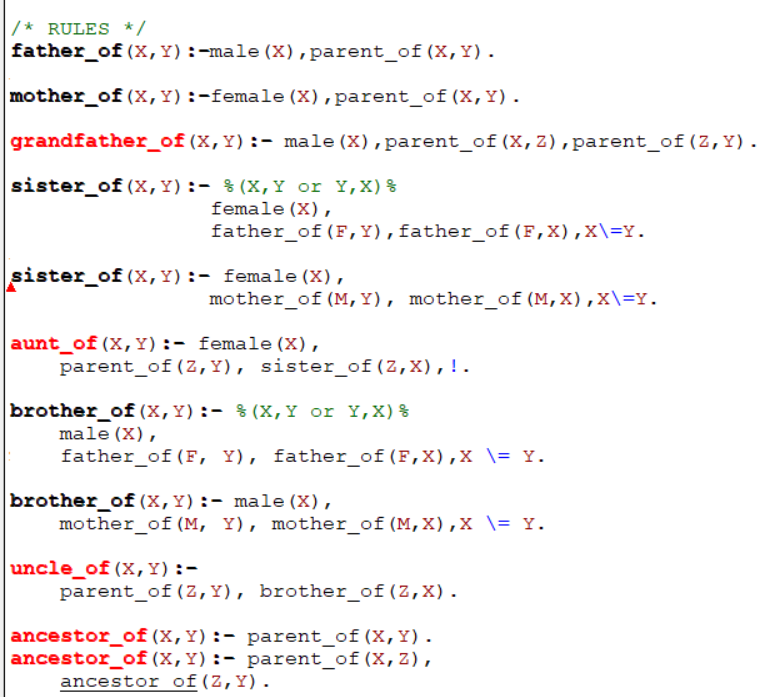 /* RULES */
father_of(X,Y):-male(X),parent_of(X,Y).
mother_of(X,Y):-female(X),parent_of(X,Y).
grandfather_of(X,Y):- male(X),parent_of(X,Z),parent_of(Z,Y).
sister_of(X,Y):- %(X,Y or Y,X)%
female(X),
father_of(F,Y),father_of(F,X),X\=Y.
sister_of(X,Y):- female(X),
mother_of(M,Y), mother_of(M,X),X\=Y.
aunt_of(X,Y):- female(X),
parent_of(Z,Y), sister_of(Z,X),!.
brother_of(X,Y):- %(X,Y or Y,X)%
male(X),
father_of(F, Y), father_of(F,X),X \= Y.
brother_of(X,Y):- male(X),
mother_of(M, Y), mother_of(M,X),X \= Y.
uncle_of(X,Y):-
parent_of(Z,Y), brother_of(Z,X).
ancestor_of(X,Y):- parent_of(X,Y).
ancestor_of(X,Y):- parent_of(X,Z),
ancestor_of(Z,Y).